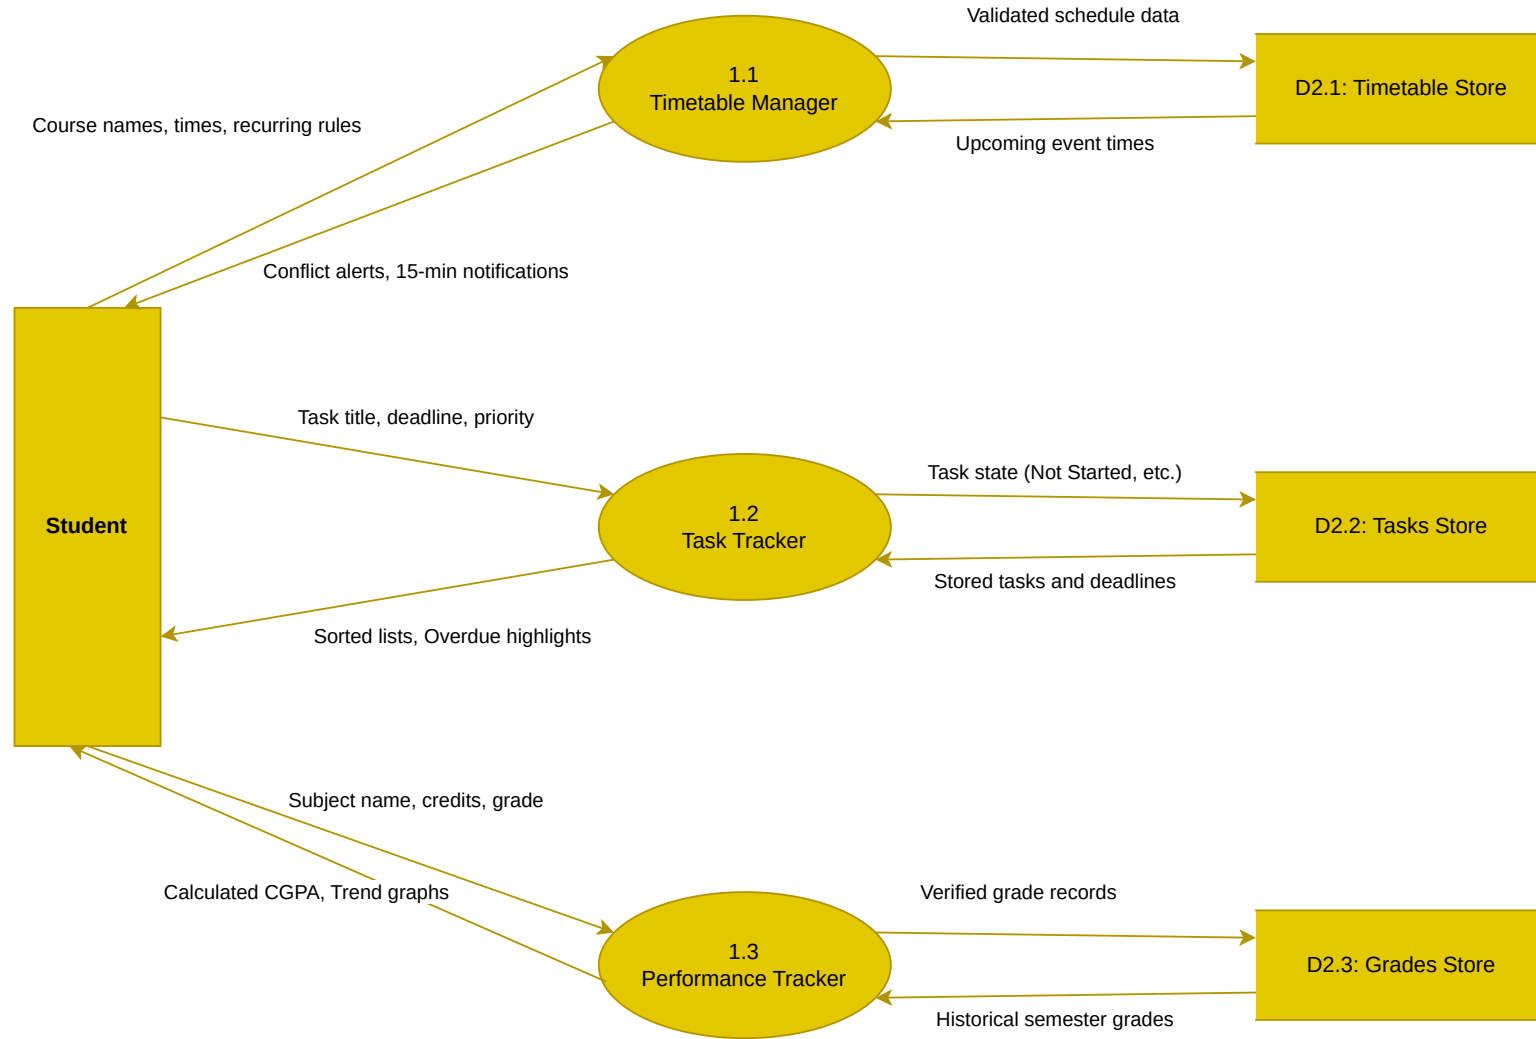 Validated schedule data
1.1
Timetable Manager
D2.1: Timetable Store
Course names, times, recurring rules
Upcoming event times
Conflict alerts, 15-min notifications
Task title, deadline, priority
Task state (Not Started, etc.)
Student
1.2
Task Tracker
D2.2: Tasks Store
Stored tasks and deadlines
Sorted lists, Overdue highlights
Subject name, credits, grade
Calculated CGPA, Trend graphs
Verified grade records
1.3
Performance Tracker
D2.3: Grades Store
Historical semester grades